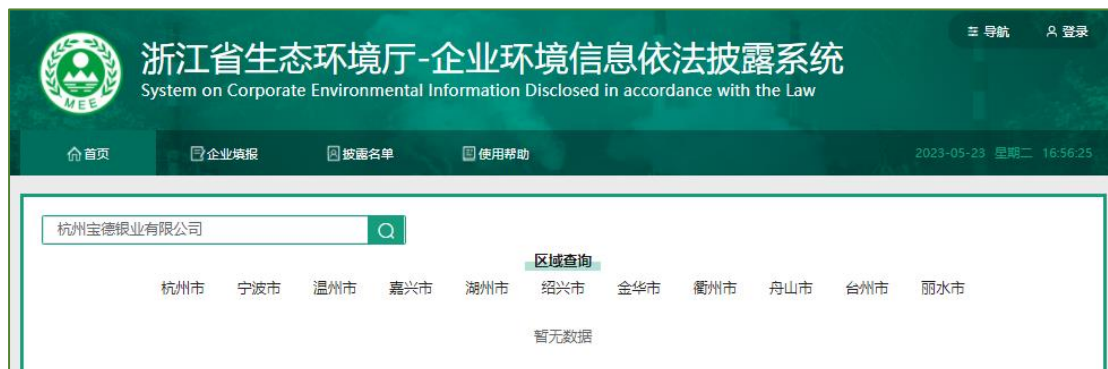 导航 登录
浙江省生态环境厅-企业环境信息依法披露系统
System on Corporate Environmental Information Disclosed in accordance with the Law
MEE
首页 企业填报 披露名单 使用帮助 2023-05-23 星期二 16:56:25
杭州宝德银业有限公司
区域查询
杭州市 宁波市 温州市 嘉兴市 湖州市 绍兴市 金华市 衢州市 舟山市 台州市 丽水市
暂无数据